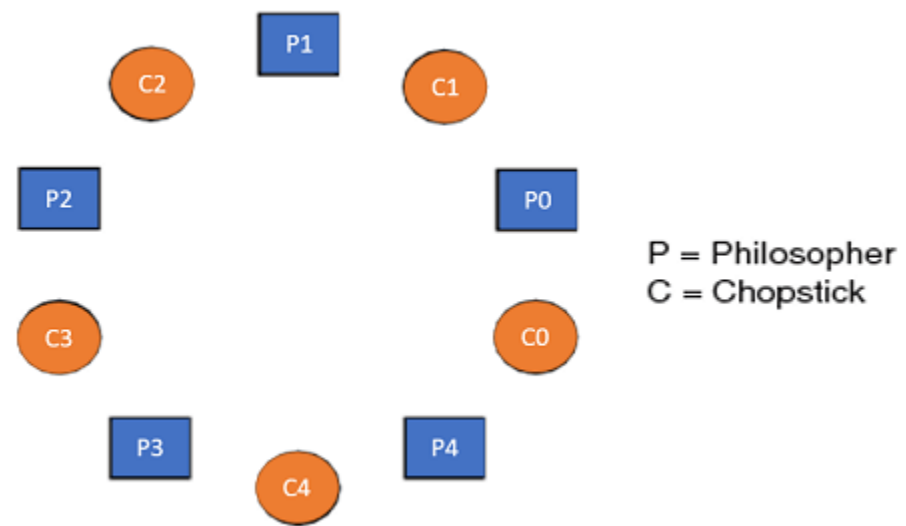 P1
C2
C1
P2
P0
P = Philosopher
C = Chopstick
C3
C0
P3
P4
C4